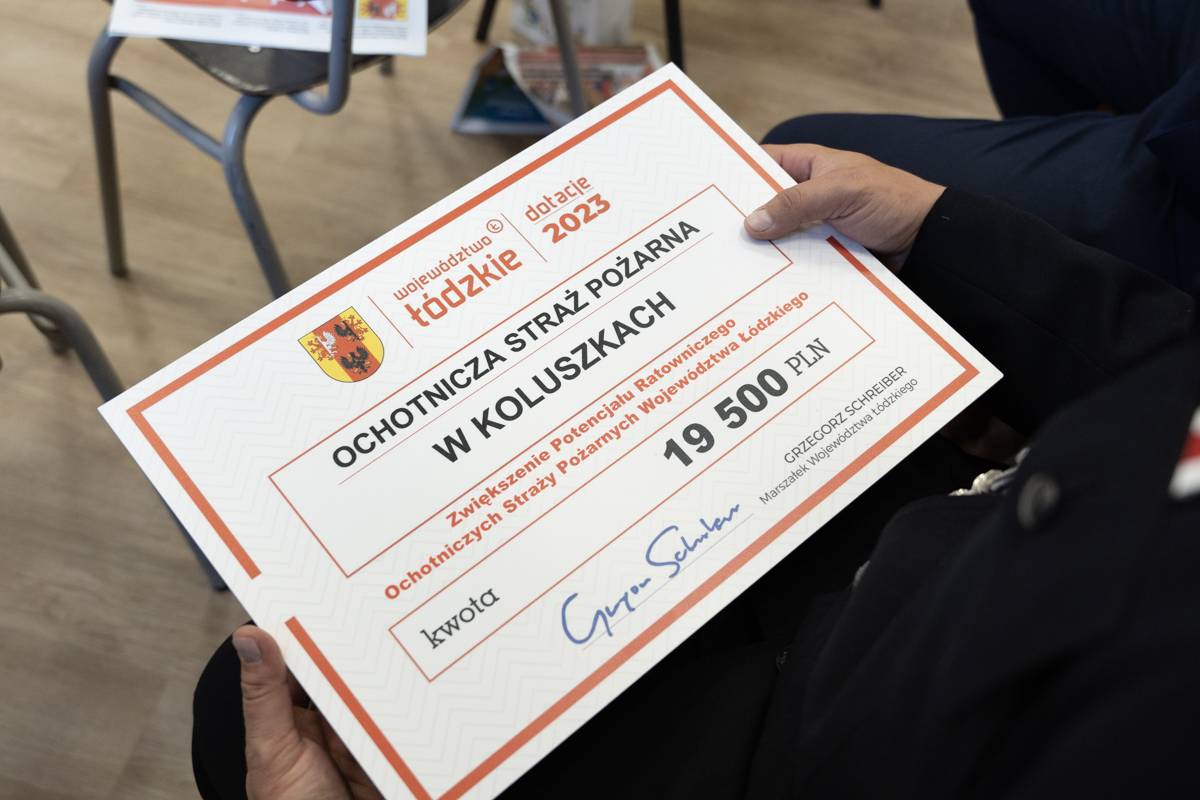 województwo
Łódzkie
dotacje
2023
OCHOTNICZA STRAŻ POŻARNA
W KOLUSZKACH
Zwiększenie Potencjału Ratowniczego
Ochotniczych Straży Pożarnych Województwa Łódzkiego
kwota
19 500 PLN
GRZEGORZ SCHREIBER
Marszałek Województwa Łódzkiego